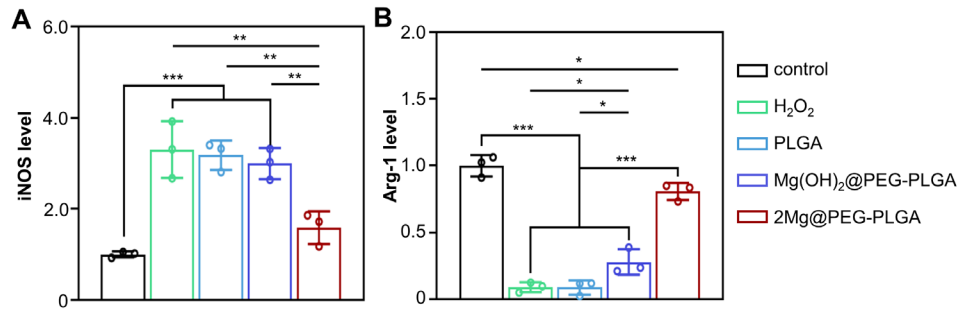 A
iNOS level
6.0
4.0
2.0
0
**
**
**
***
B
Arg-1 level
2.0
1.5
1.0
0.5
0
*
*
*
***
***
control
H₂O₂
PLGA
Mg(OH)₂@PEG-PLGA
2Mg@PEG-PLGA